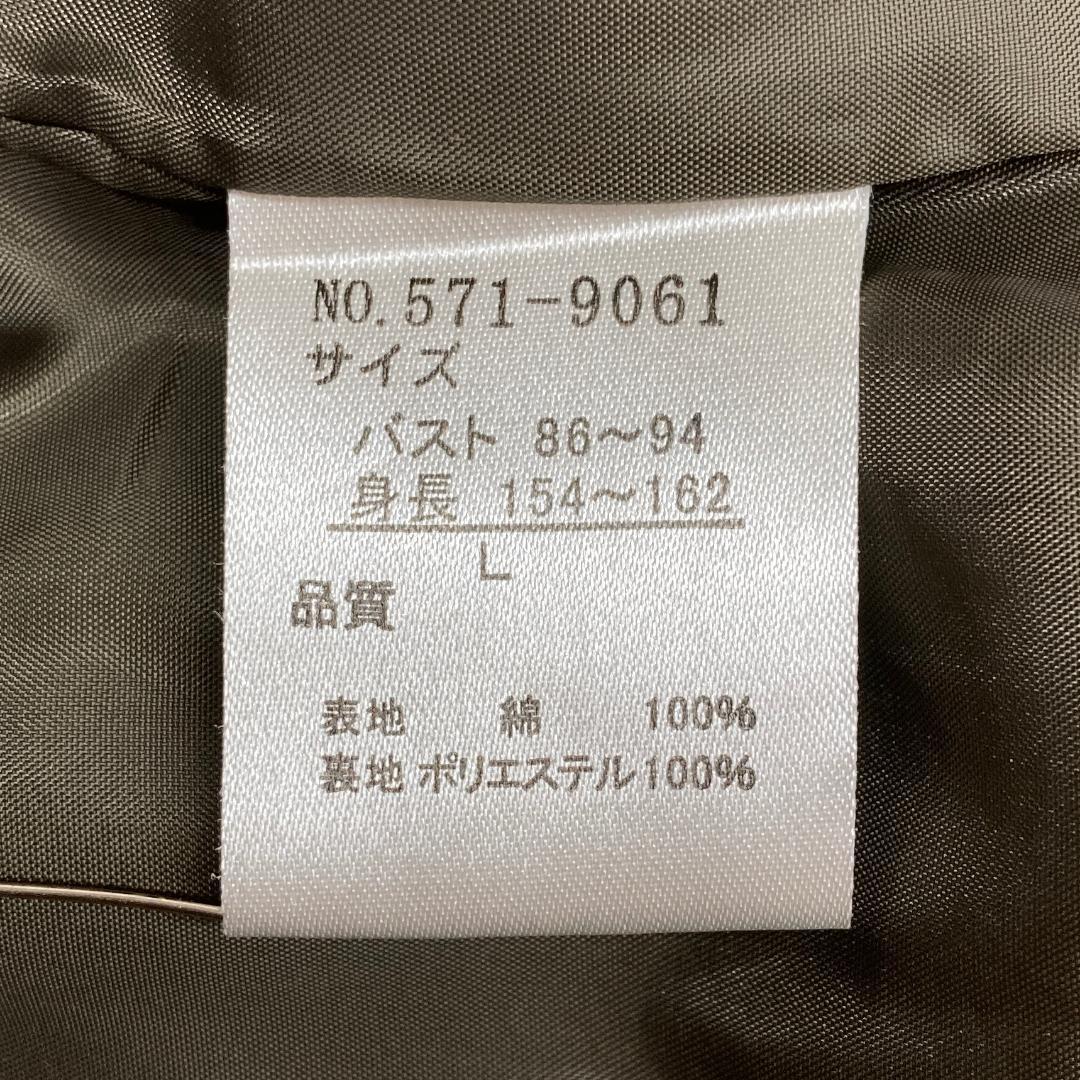 NO.571-9061
サイズ
バスト 86〜94
身長 154〜162
L
品質
表地 綿 100%
裏地 ポリエステル100%